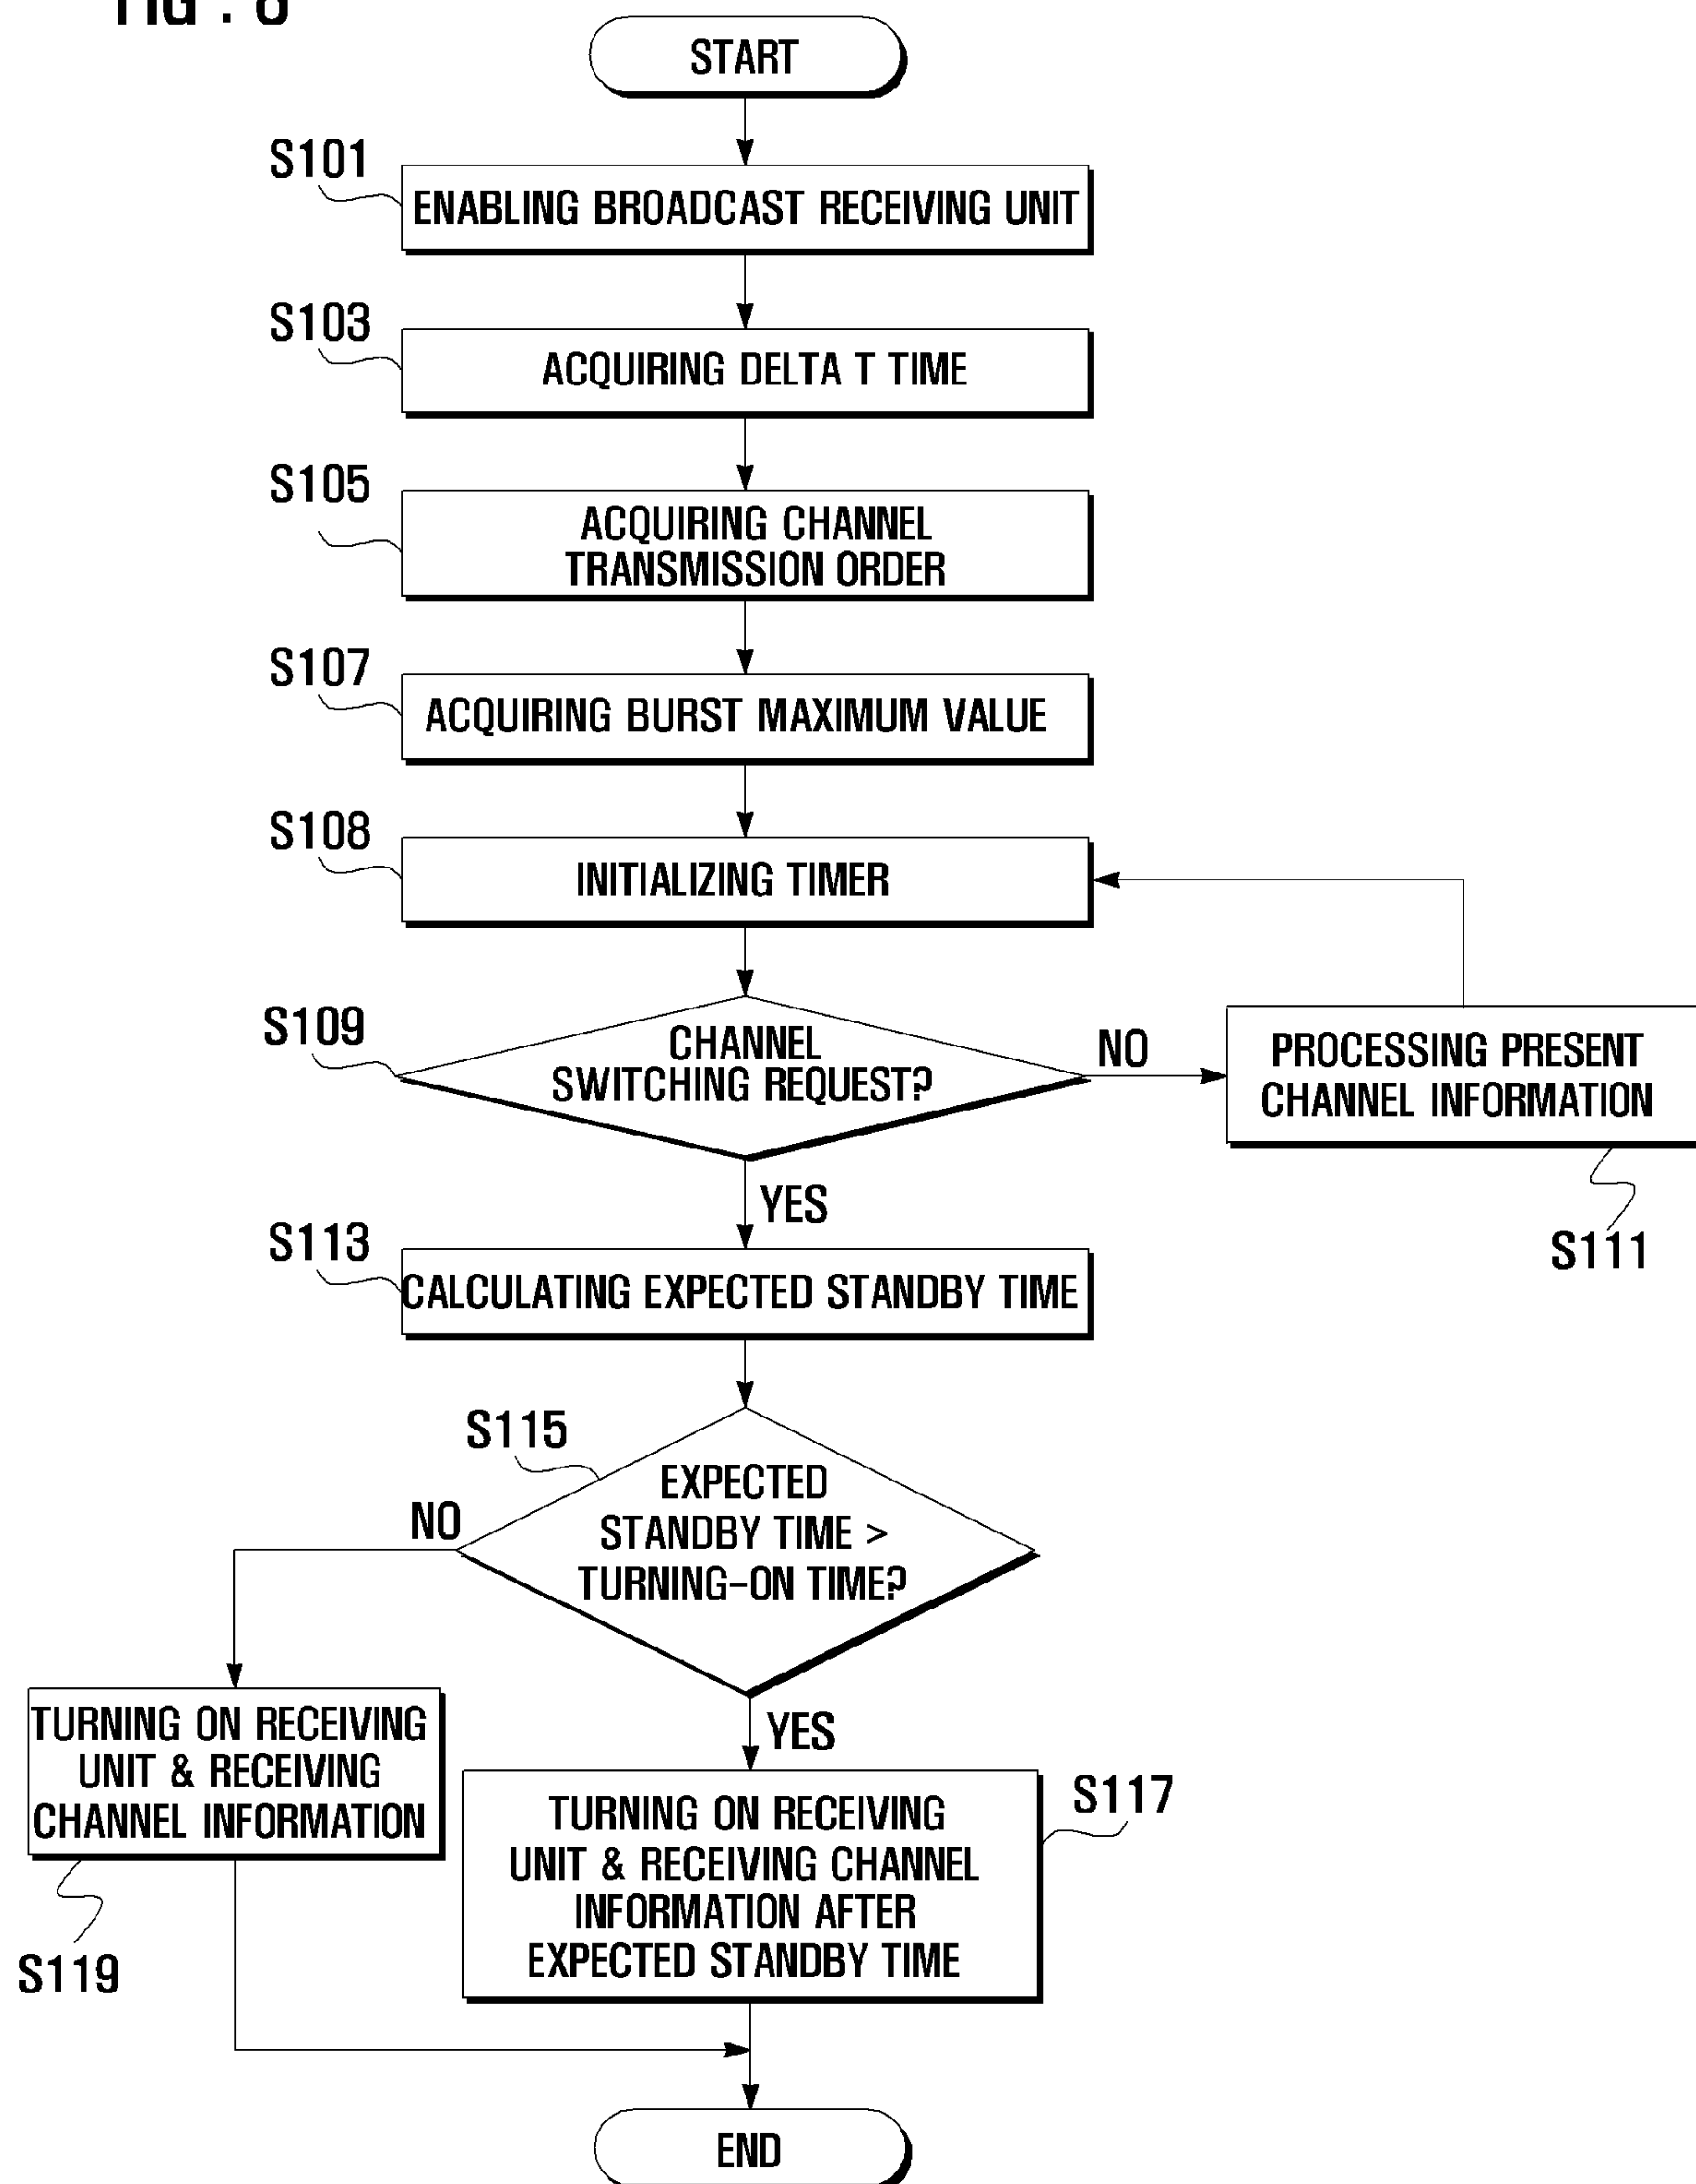 START
S101
ENABLING BROADCAST RECEIVING UNIT
S103
ACQUIRING DELTA T TIME
S105
ACQUIRING CHANNEL
TRANSMISSION ORDER
S107
ACQUIRING BURST MAXIMUM VALUE
S108
INITIALIZING TIMER
S109
CHANNEL
SWITCHING REQUEST?
NO
PROCESSING PRESENT
CHANNEL INFORMATION
S111
YES
S113
CALCULATING EXPECTED STANDBY TIME
S115
EXPECTED
STANDBY TIME >
TURNING-ON TIME?
NO
TURNING ON RECEIVING
UNIT & RECEIVING
CHANNEL INFORMATION
S119
YES
TURNING ON RECEIVING
UNIT & RECEIVING CHANNEL
INFORMATION AFTER
EXPECTED STANDBY TIME
S117
END